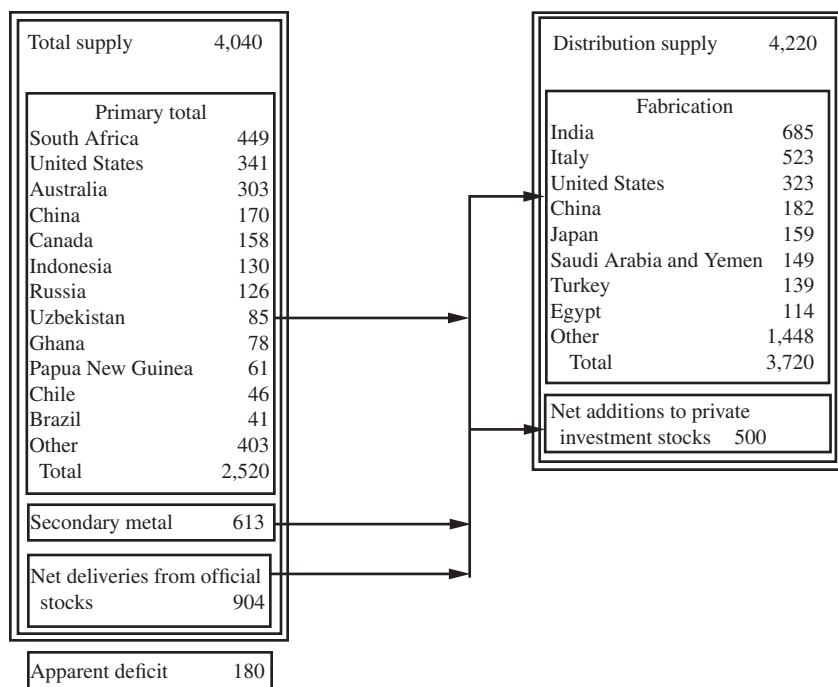 Total supply 4,040
Primary total
South Africa 449
United States 341
Australia 303
China 170
Canada 158
Indonesia 130
Russia 126
Uzbekistan 85
Ghana 78
Papua New Guinea 61
Chile 46
Brazil 41
Other 403
Total 2,520
Secondary metal 613
Net deliveries from official
stocks 904
Apparent deficit 180
Distribution supply 4,220
Fabrication
India 685
Italy 523
United States 323
China 182
Japan 159
Saudi Arabia and Yemen 149
Turkey 139
Egypt 114
Other 1,448
Total 3,720
Net additions to private
investment stocks 500